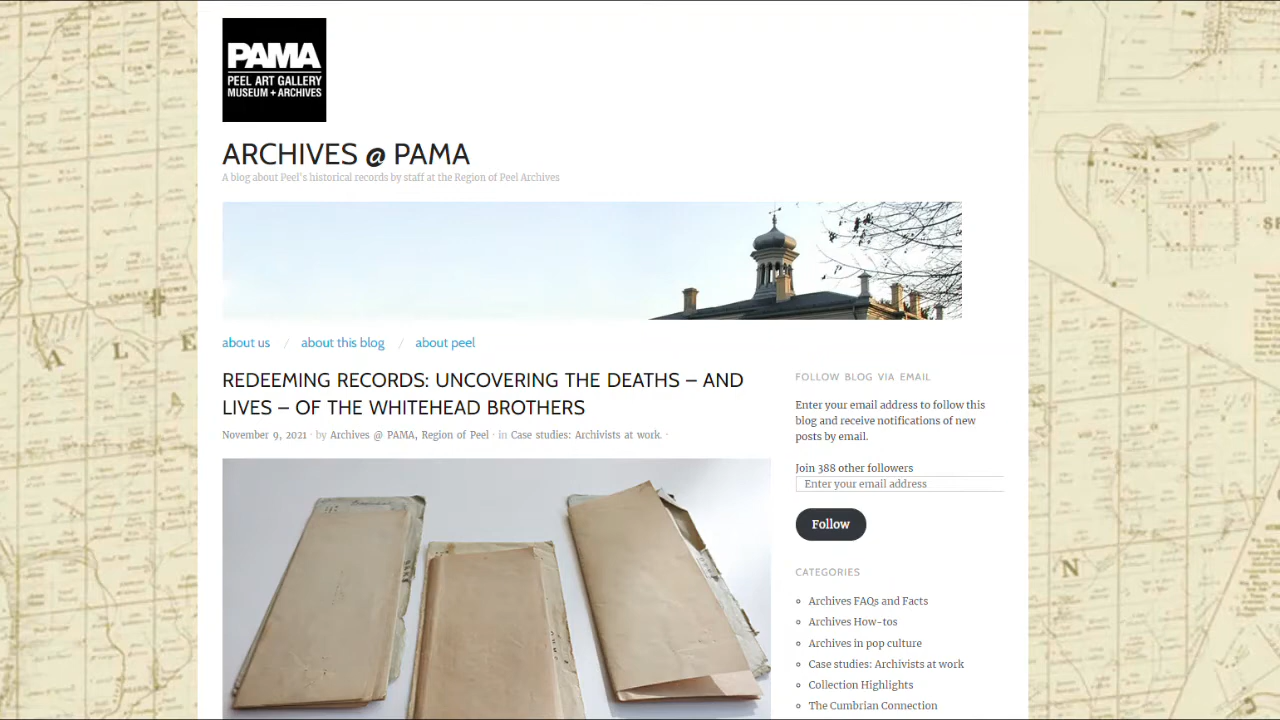 PAMA
PEEL ART GALLERY
MUSEUM + ARCHIVES
ARCHIVES @ PAMA
A blog about Peel's historical records by staff at the Region of Peel Archives
about us / about this blog / about peel
REDEEMING RECORDS: UNCOVERING THE DEATHS – AND
LIVES – OF THE WHITEHEAD BROTHERS
November 9, 2021 · by Archives @ PAMA, Region of Peel · in Case studies: Archivists at work. ·
FOLLOW BLOG VIA EMAIL
Enter your email address to follow this
blog and receive notifications of new
posts by email.
Join 388 other followers
Enter your email address
Follow
CATEGORIES
Archives FAQs and Facts
Archives How-tos
Archives in pop culture
Case studies: Archivists at work
Collection Highlights
The Cumbrian Connection